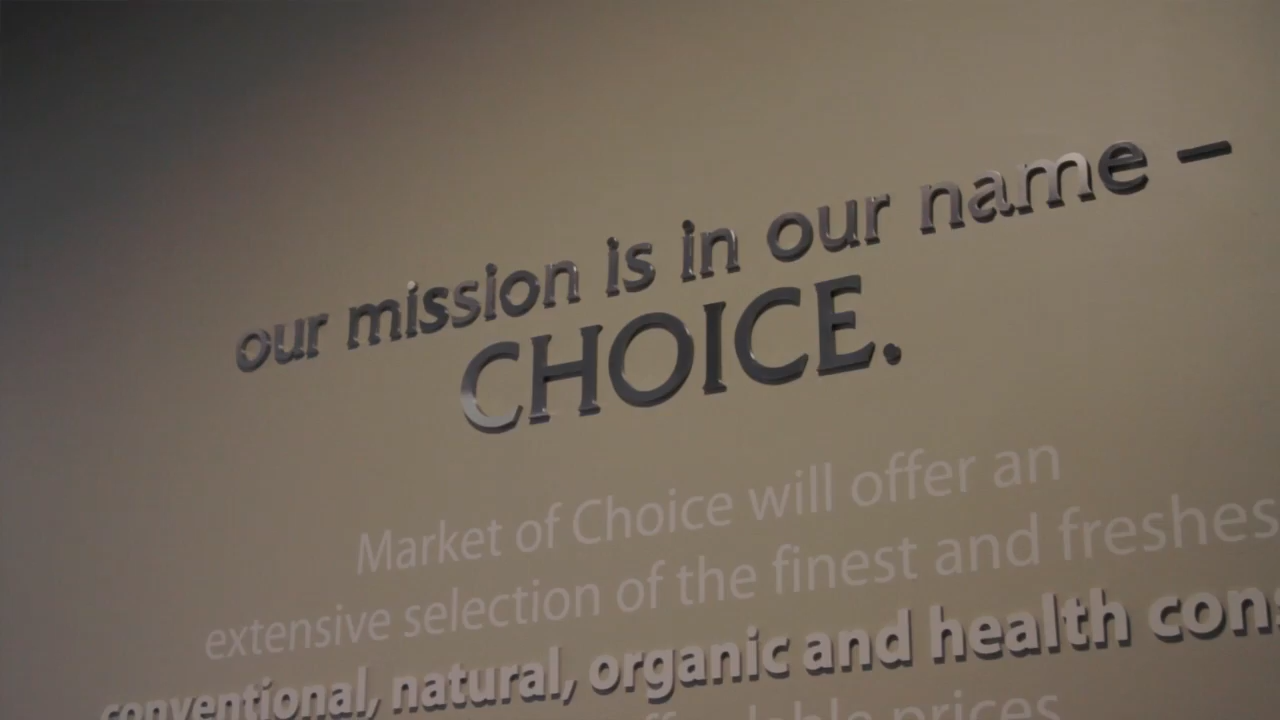 our mission is in our name –
CHOICE.
Market of Choice will offer an
extensive selection of the finest and freshes
conventional, natural, organic and health con
prices